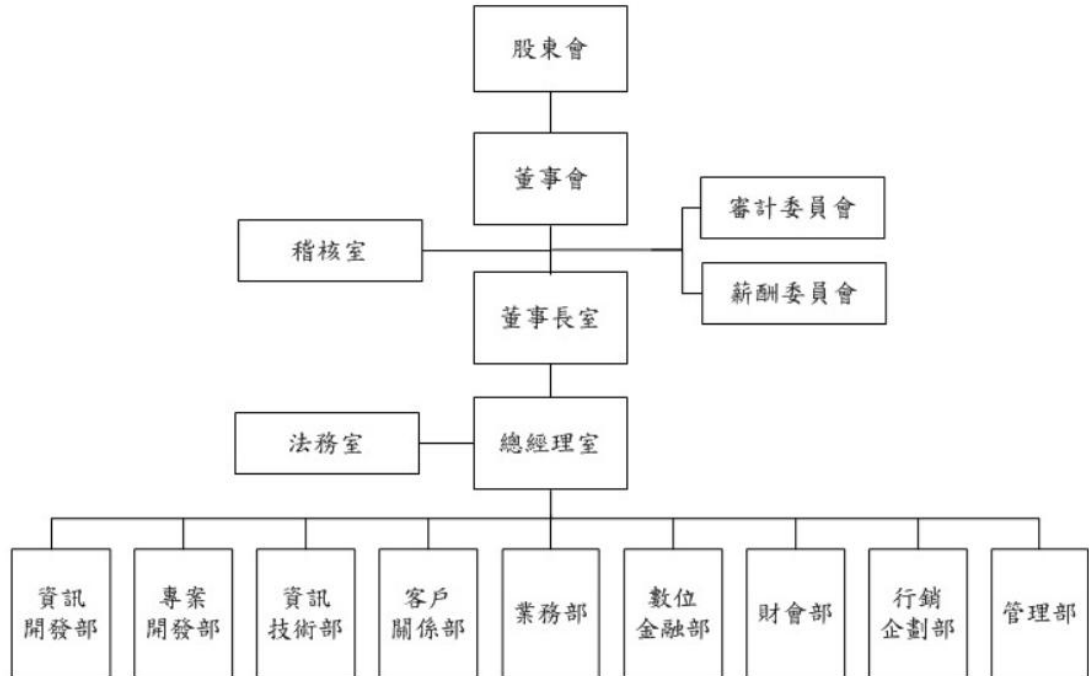 股東會
董事會
審計委員會
稽核室
薪酬委員會
董事長室
法務室
總經理室
資訊
開發部
專案
開發部
資訊
技術部
客戶
關係部
業務部
數位
金融部
財會部
行銷
企劃部
管理部